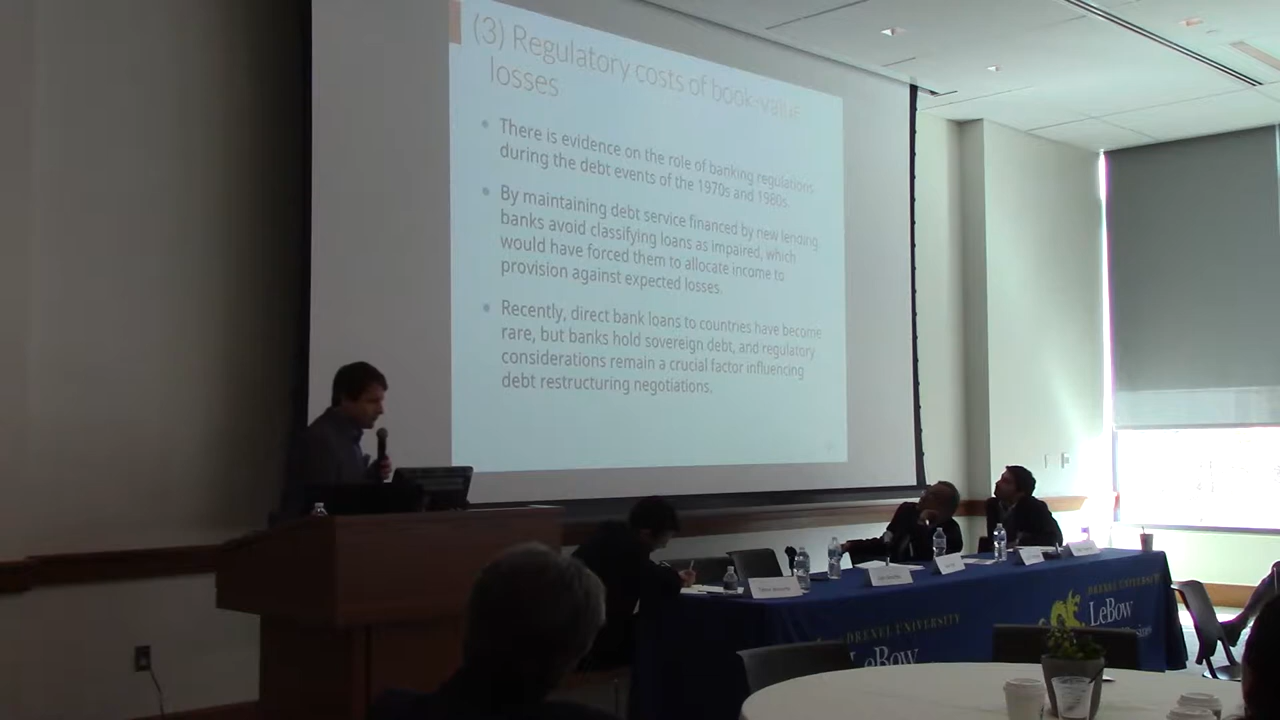 (3) Regulatory costs of book-value
losses
There is evidence on the role of banking regulations
during the debt events of the 1970s and 1980s.
By maintaining debt service financed by new lending
banks avoid classifying loans as impaired, which
would have forced them to allocate income to
provision against expected losses.
Recently, direct bank loans to countries have become
rare, but banks hold sovereign debt, and regulatory
considerations remain a crucial factor influencing
debt restructuring negotiations.
DREXEL UNIVERSITY
LeBow
DREXEL UNIVERSITY
LeBow